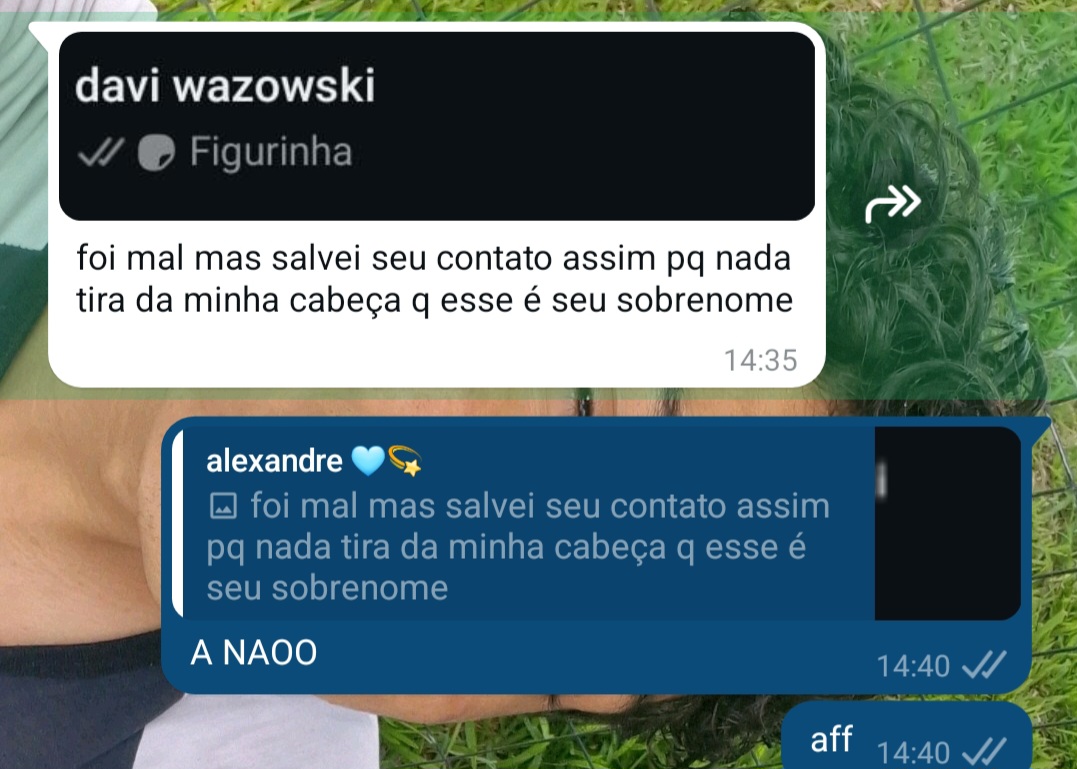 davi wazowski
Figurinha
foi mal mas salvei seu contato assim pq nada
tira da minha cabeça q esse é seu sobrenome
14:35
alexandre 🩵💫
foi mal mas salvei seu contato assim
pq nada tira da minha cabeça q esse é
seu sobrenome
A NAOO
14:40
aff
14:40